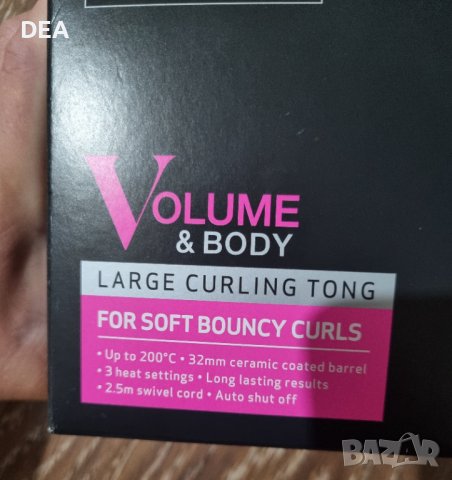 DEA
VOLUME
& BODY
LARGE CURLING TONG
FOR SOFT BOUNCY CURLS
• Up to 200°C • 32mm ceramic coated barrel
• 3 heat settings • Long lasting results
• 2.5m swivel cord • Auto shut off
BAZAR